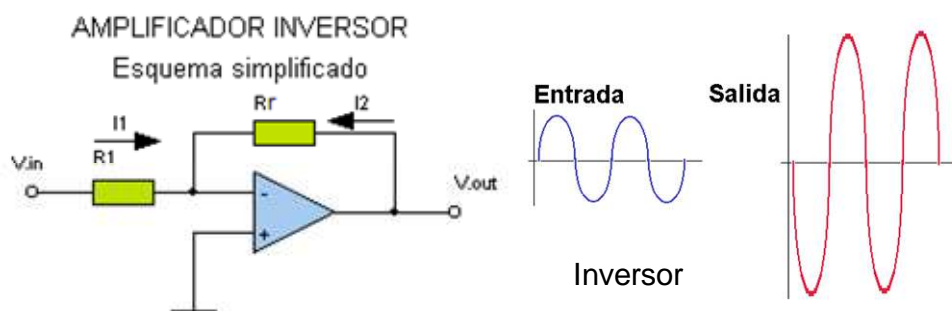 AMPLIFICADOR INVERSOR
Esquema simplificado
Rr
I2
I1
R1
V.in
-
+
V.out
Entrada
Salida
Inversor